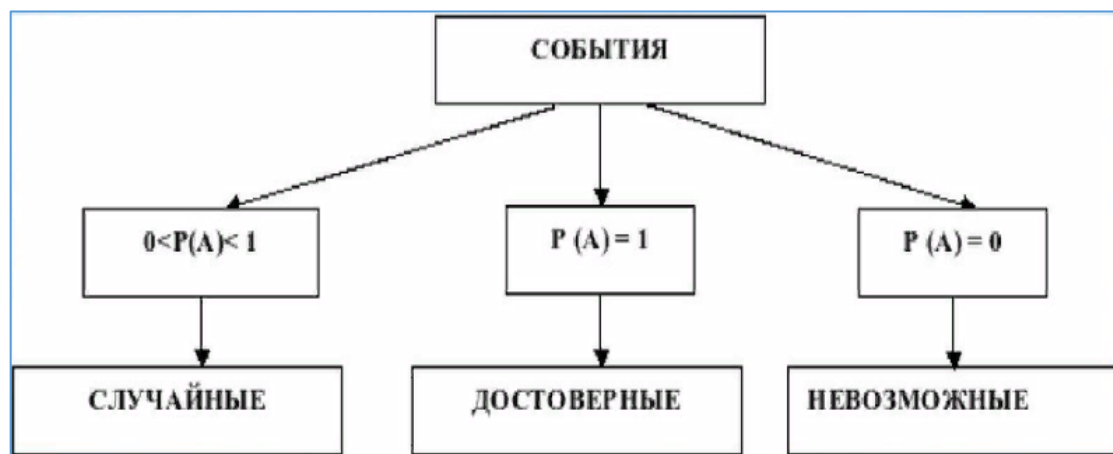 СОБЫТИЯ
0<P(A)< 1
P (A) = 1
P (A) = 0
СЛУЧАЙНЫЕ
ДОСТОВЕРНЫЕ
НЕВОЗМОЖНЫЕ